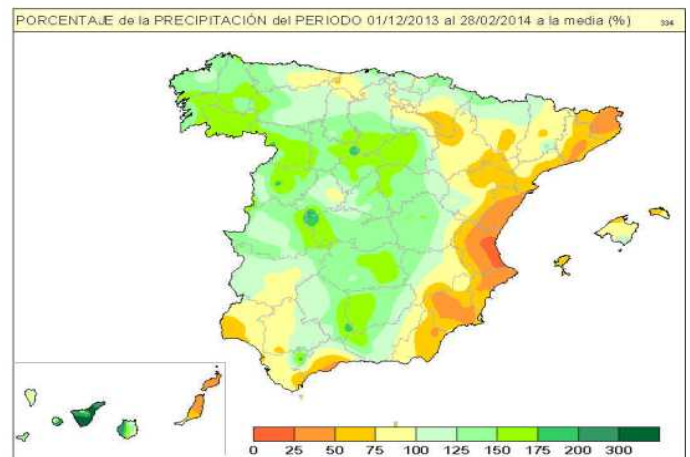 PORCENTAJE de la PRECIPITACIÓN del PERIODO 01/12/2013 al 28/02/2014 a la media (%) 334
0 25 50 75 100 125 150 175 200 300